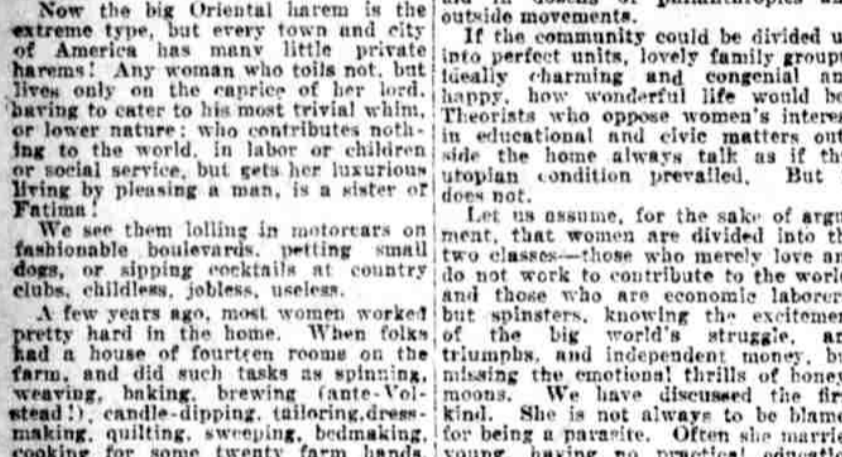 Now the big Oriental harem is the
extreme type, but every town and city
of America has many little private
harems! Any woman who toils not, but
lives only on the caprice of her lord,
having to cater to his most trivial whim,
or lower nature; who contributes noth-
ing to the world, in labor or children
or social service, but gets her luxurious
living by pleasing a man, is a sister of
Fatima!
We see them lolling in motorcars on
fashionable boulevards, petting small
dogs, or sipping cocktails at country
clubs, childless, jobless, useless.
A few years ago, most women worked
pretty hard in the home. When folks
had a house of fourteen rooms on the
farm, and did such tasks as spinning,
weaving, baking, brewing (ante-Vol-
stead!), candle-dipping, tailoring, dress-
making, quilting, sweeping, bedmaking,
cooking for some twenty farm hands,
outside movements.
If the community could be divided u
into perfect units, lovely family group
ideally charming and congenial an
happy, how wonderful life would be
Theorists who oppose women's interes
in educational and civic matters out
side the home always talk as if th
utopian condition prevailed. But
does not.
Let us assume, for the sake of argu
ment, that women are divided into th
two classes—those who merely love an
do not work to contribute to the worl
and those who are economic laborer
but spinsters, knowing the excitemen
of the big world's struggle, an
triumphs, and independent money, bu
missing the emotional thrills of honey
moons. We have discussed the fir
kind. She is not always to be blame
for being a parasite. Often she marrie
young, having no practical educatio